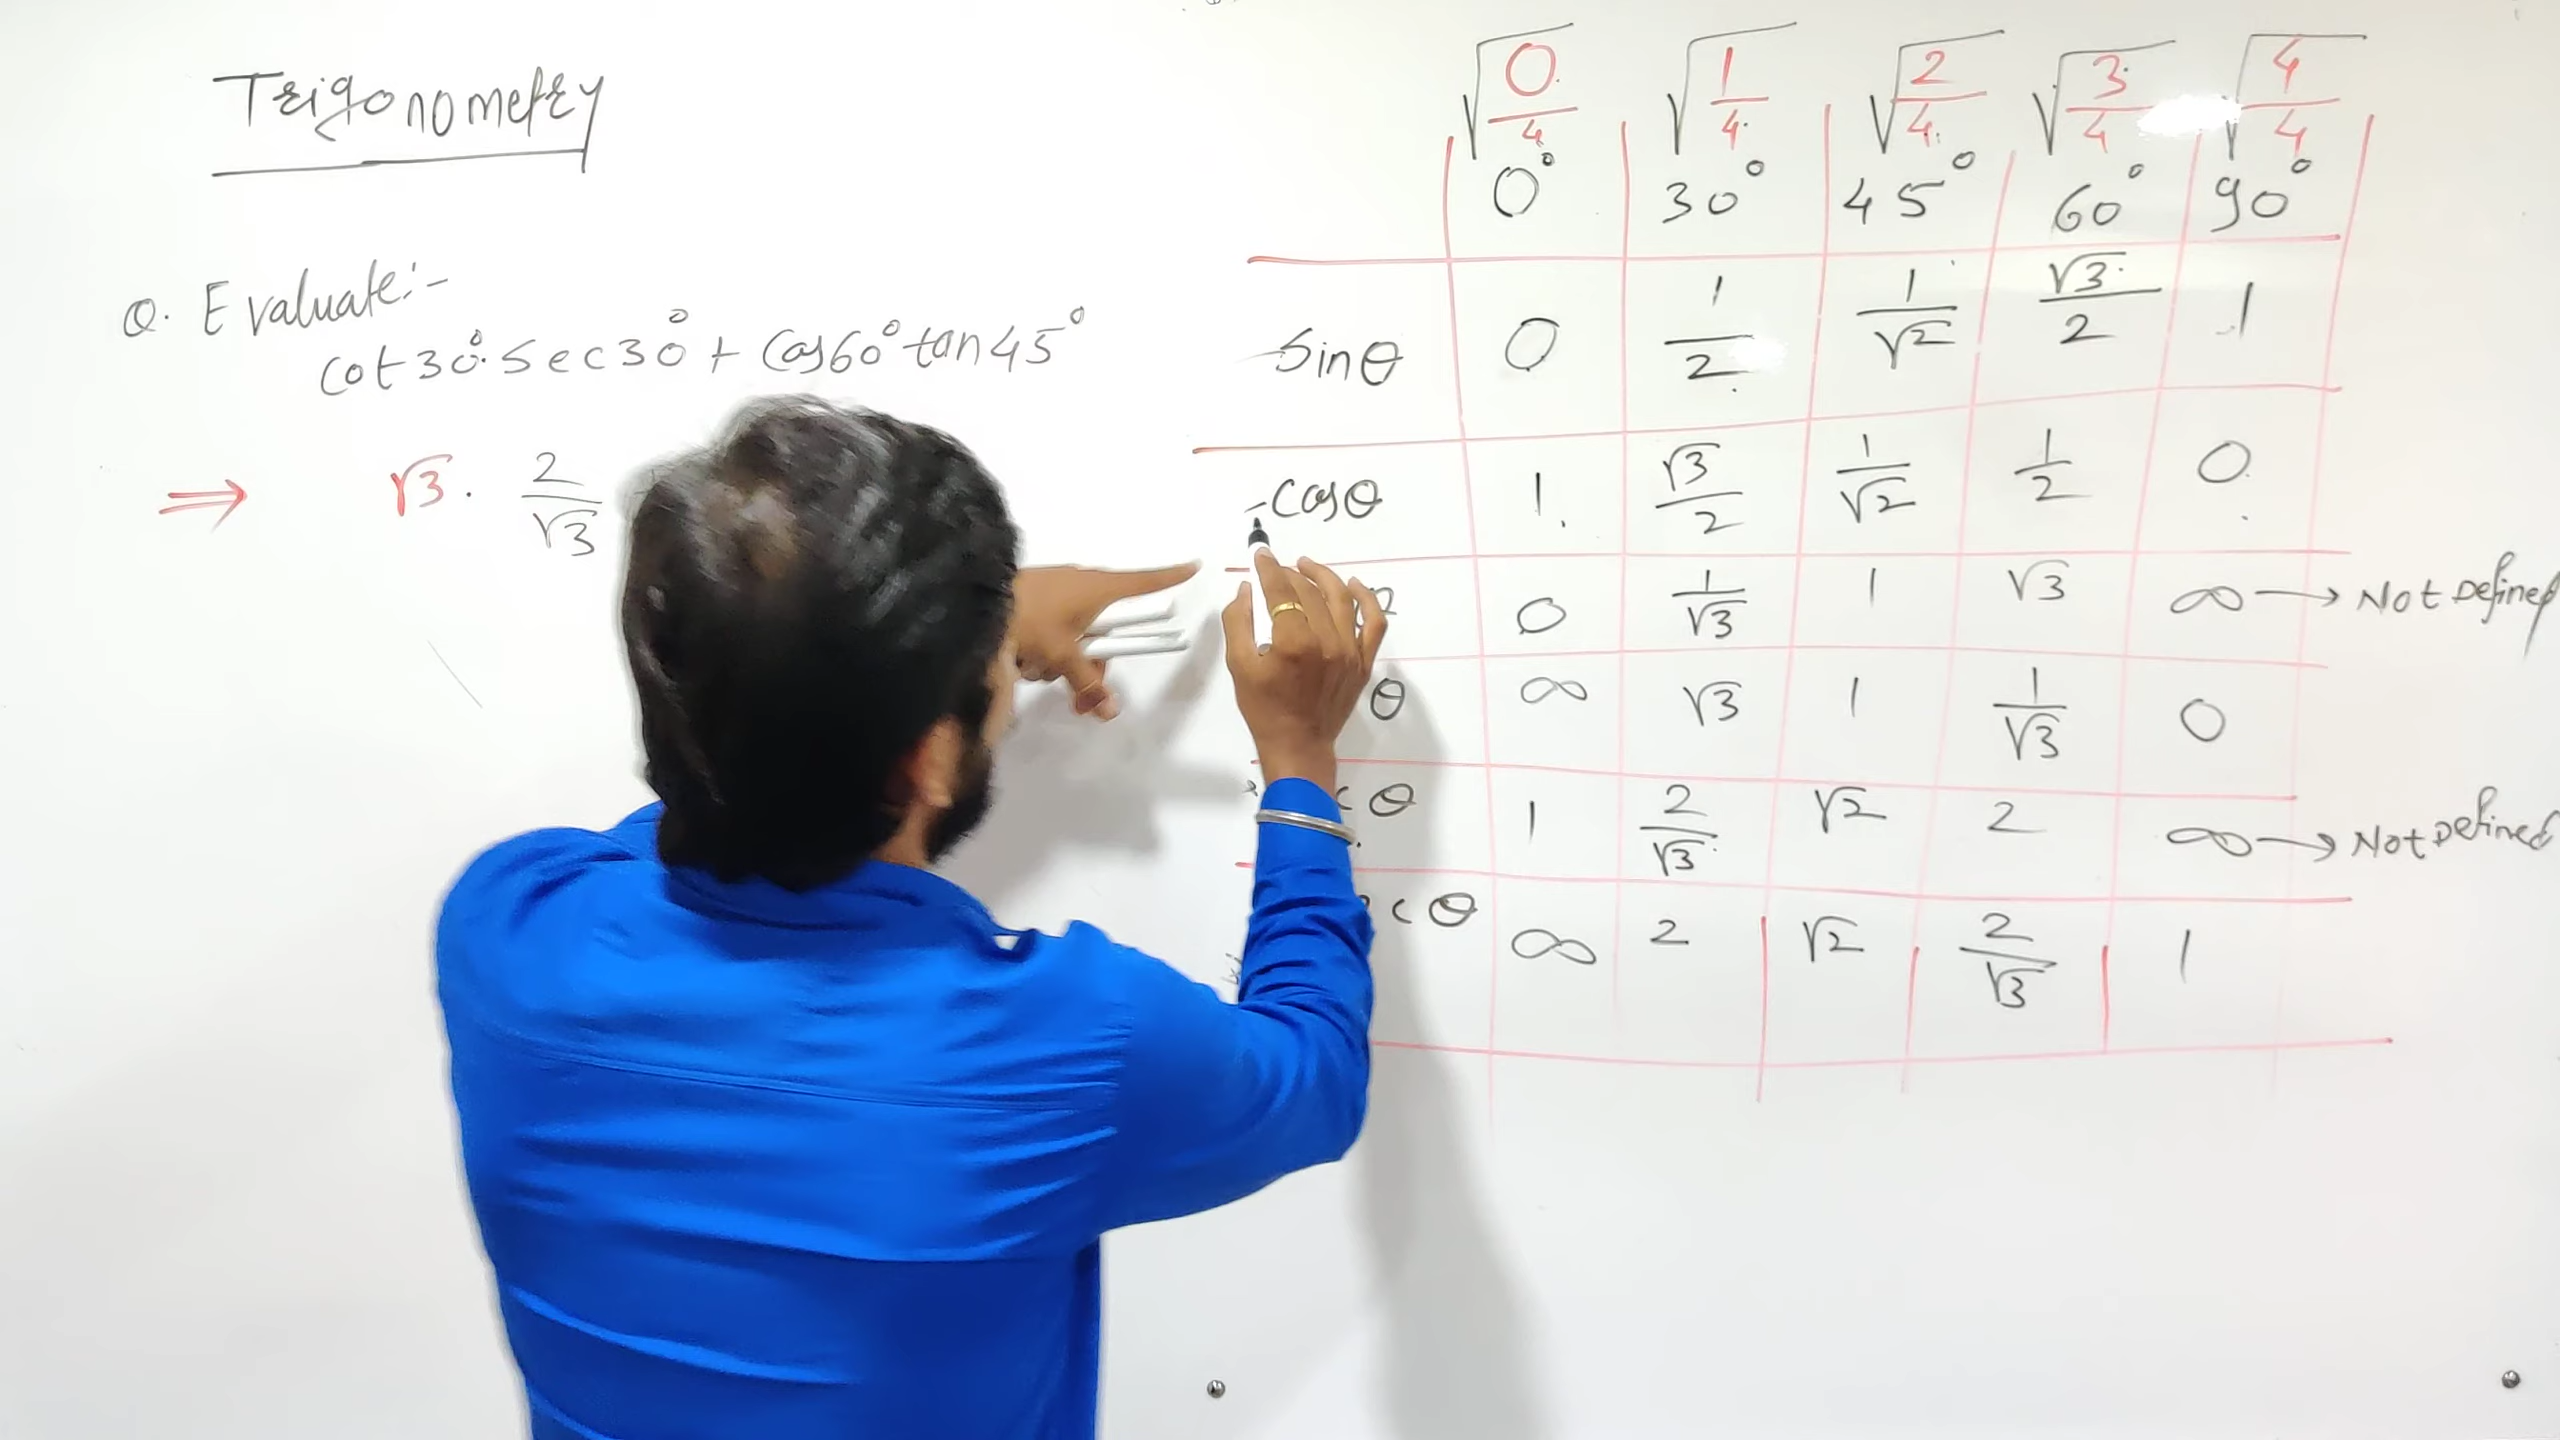 Trigonometry
Q. Evaluate:-
cot30°.Sec30° + Cos60° tan45°
⇒ √3 . 2/√3
√0/4 √1/4 √2/4 √3/4 √4/4
0° 30° 45° 60° 90°
Sinθ 0 1/2 1/√2 √3/2 1
Cosθ 1 √3/2 1/√2 1/2 0
0 1/√3 1 √3 ∞ → Not Defined
θ ∞ √3 1 1/√3 0
cθ 1 2/√3 √2 2 ∞ → Not Defined
cθ ∞ 2 √2 2/√3 1